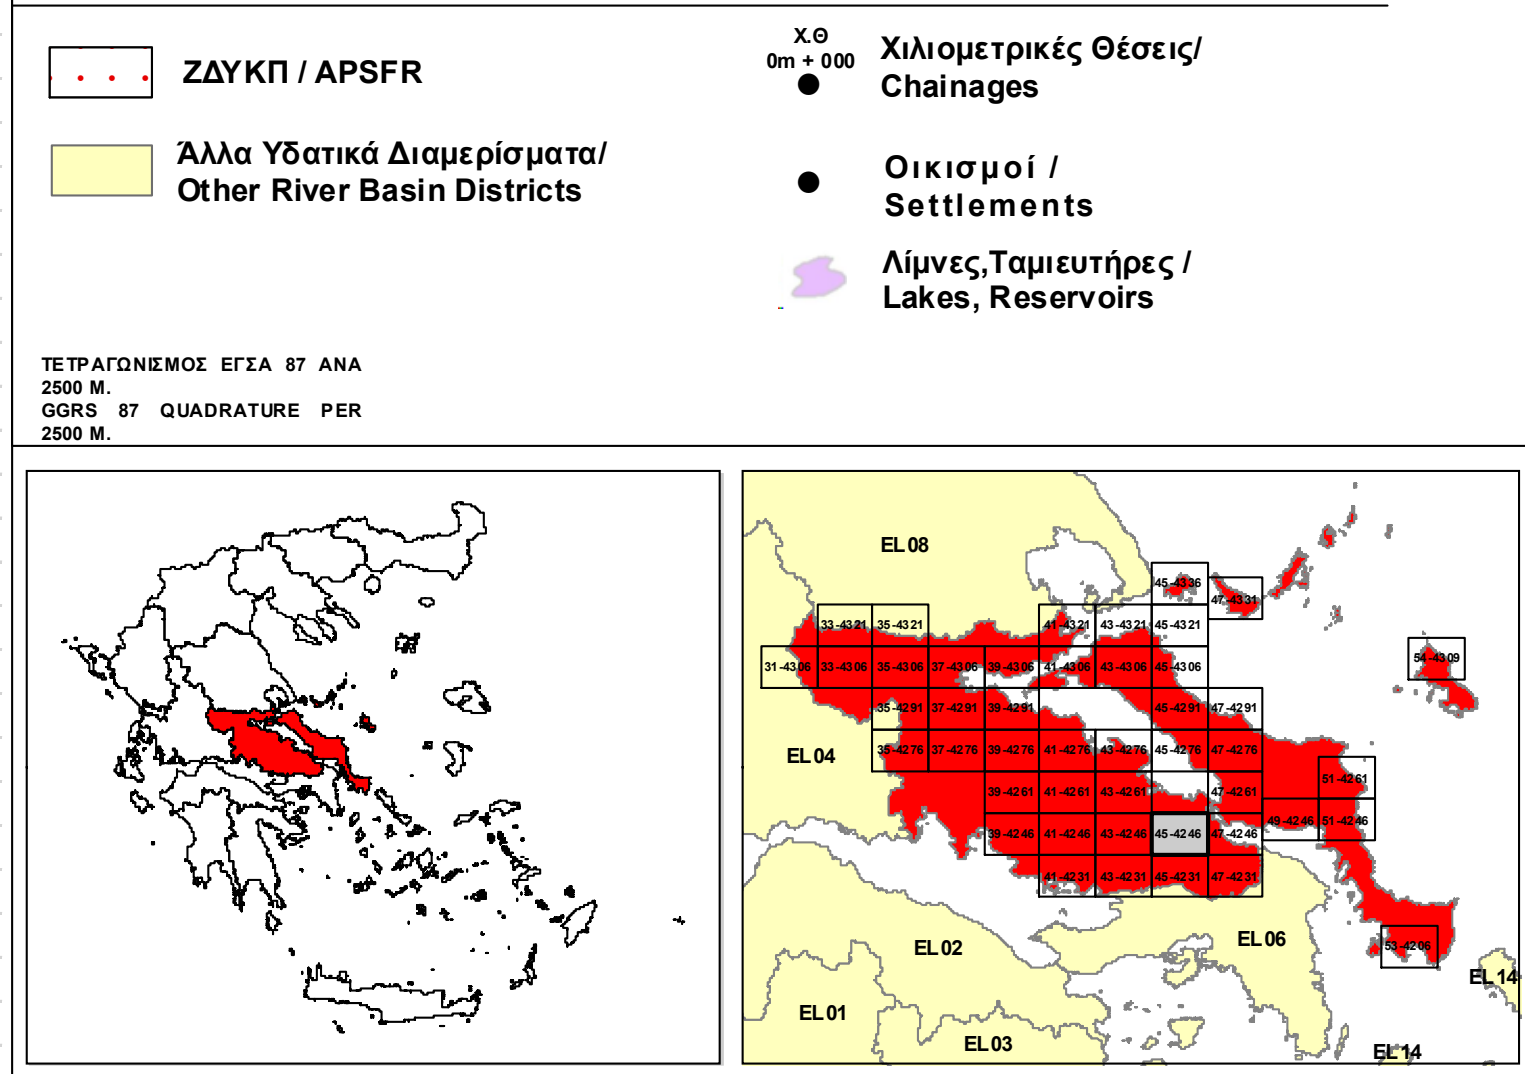 ΖΔΥΚΠ / APSFR
Άλλα Υδατικά Διαμερίσματα/
Other River Basin Districts
Χ.Θ
0m + 000
Χιλιομετρικές Θέσεις/
Chainages
Οικισμοί /
Settlements
Λίμνες,Ταμιευτήρες /
Lakes, Reservoirs
ΤΕΤΡΑΓΩΝΙΣΜΟΣ ΕΓΣΑ 87 ΑΝΑ
2500 Μ.
GGRS 87 QUADRATURE PER
2500 M.
EL08
45-4336
47-4331
33-4321 35-4321 41-4321 43-4321 45-4321
54-4309
31-4306 33-4306 35-4306 37-4306 39-4306 41-4306 43-4306 45-4306
35-4291 37-4291 39-4291 45-4291 47-4291
EL04
35-4276 37-4276 39-4276 41-4276 43-4276 45-4276 47-4276
51-4261
39-4261 41-4261 43-4261 47-4261
49-4246 51-4246
39-4246 41-4246 43-4246 45-4246 47-4246
41-4231 43-4231 45-4231 47-4231
EL02
EL06
53-4206
EL14
EL01
EL03
EL14